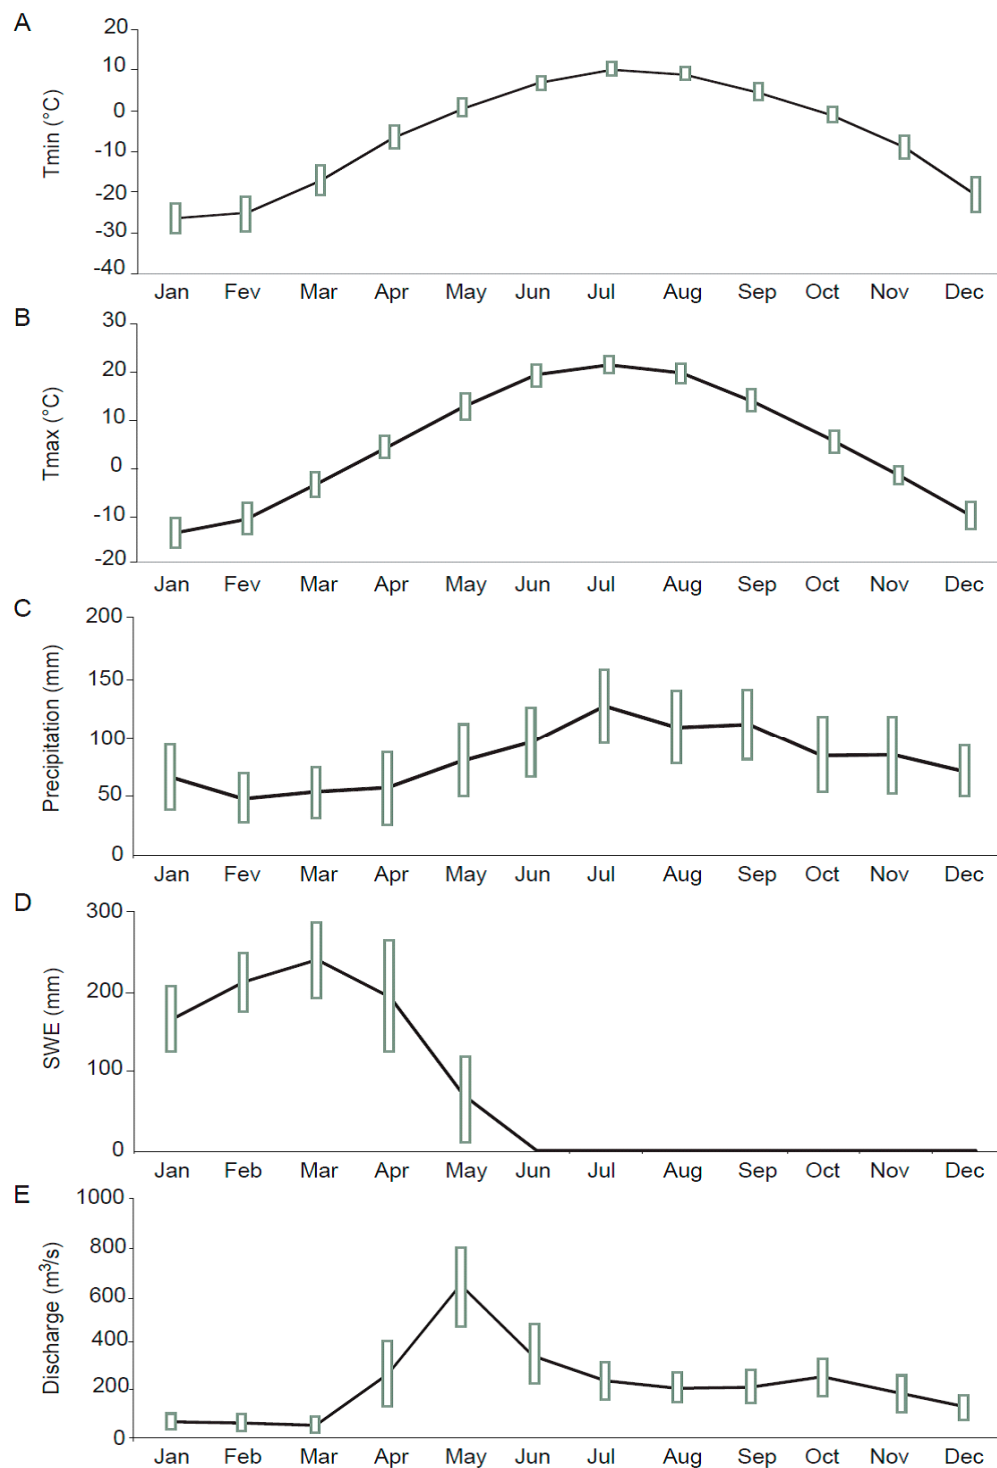 A
20
10
0
-10
-20
-30
-40
Tmin (°C)
Jan Fev Mar Apr May Jun Jul Aug Sep Oct Nov Dec
B
30
20
10
0
-10
-20
Tmax (°C)
Jan Fev Mar Apr May Jun Jul Aug Sep Oct Nov Dec
C
200
150
100
50
0
Precipitation (mm)
Jan Fev Mar Apr May Jun Jul Aug Sep Oct Nov Dec
D
300
200
100
0
SWE (mm)
Jan Feb Mar Apr May Jun Jul Aug Sep Oct Nov Dec
E
1000
800
600
400
200
0
Discharge (m³/s)
Jan Feb Mar Apr May Jun Jul Aug Sep Oct Nov Dec